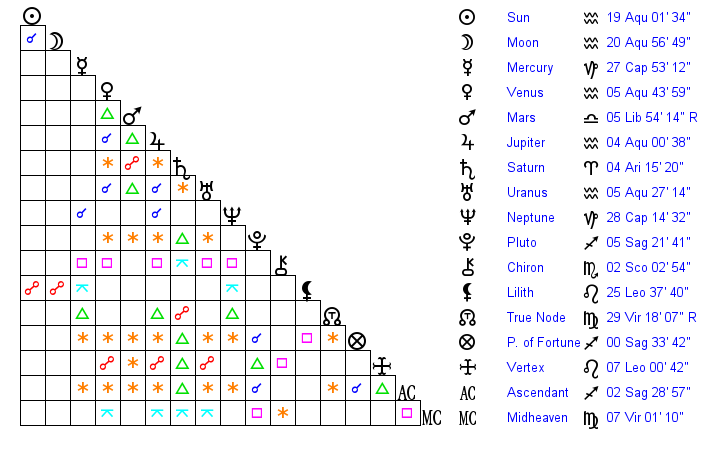 Sun 19 Aqu 01' 34"
Moon 20 Aqu 56' 49"
Mercury 27 Cap 53' 12"
Venus 05 Aqu 43' 59"
Mars 05 Lib 54' 14" R
Jupiter 04 Aqu 00' 38"
Saturn 04 Ari 15' 20"
Uranus 05 Aqu 27' 14"
Neptune 28 Cap 14' 32"
Pluto 05 Sag 21' 41"
Chiron 02 Sco 02' 54"
Lilith 25 Leo 37' 40"
True Node 29 Vir 18' 07" R
P. of Fortune 00 Sag 33' 42"
Vertex 07 Leo 00' 42"
AC AC Ascendant 02 Sag 28' 57"
MC MC Midheaven 07 Vir 01' 10"